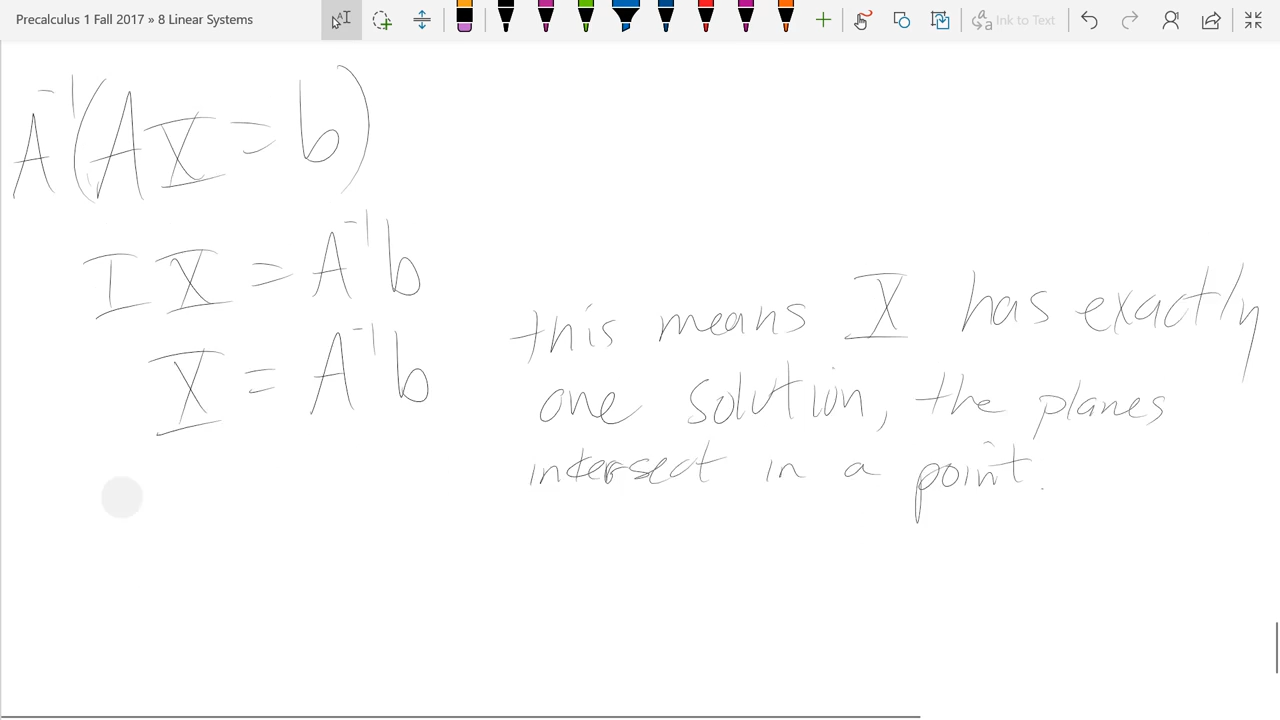 Precalculus 1 Fall 2017 » 8 Linear Systems
Ink to Text
A⁻¹(AX = b)
IX = A⁻¹b
X = A⁻¹b
this means X has exactly
one solution, the planes
intersect in a point.